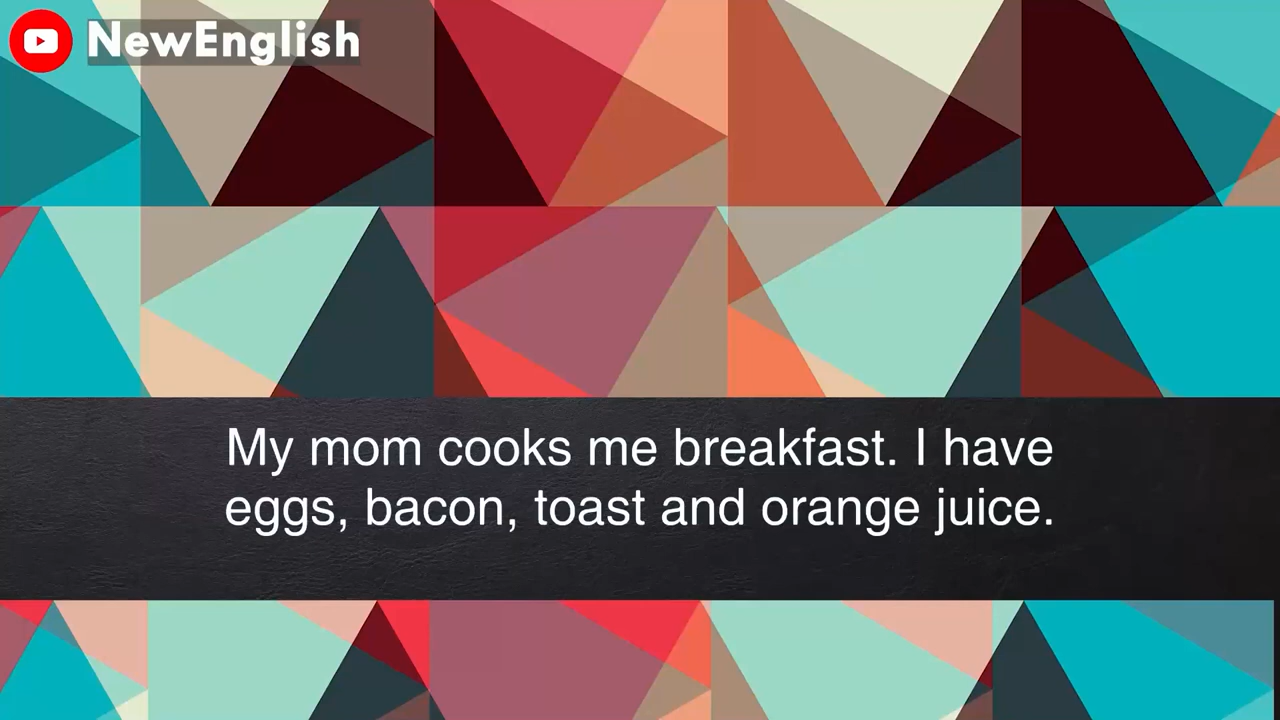 NewEnglish
My mom cooks me breakfast. I have
eggs, bacon, toast and orange juice.